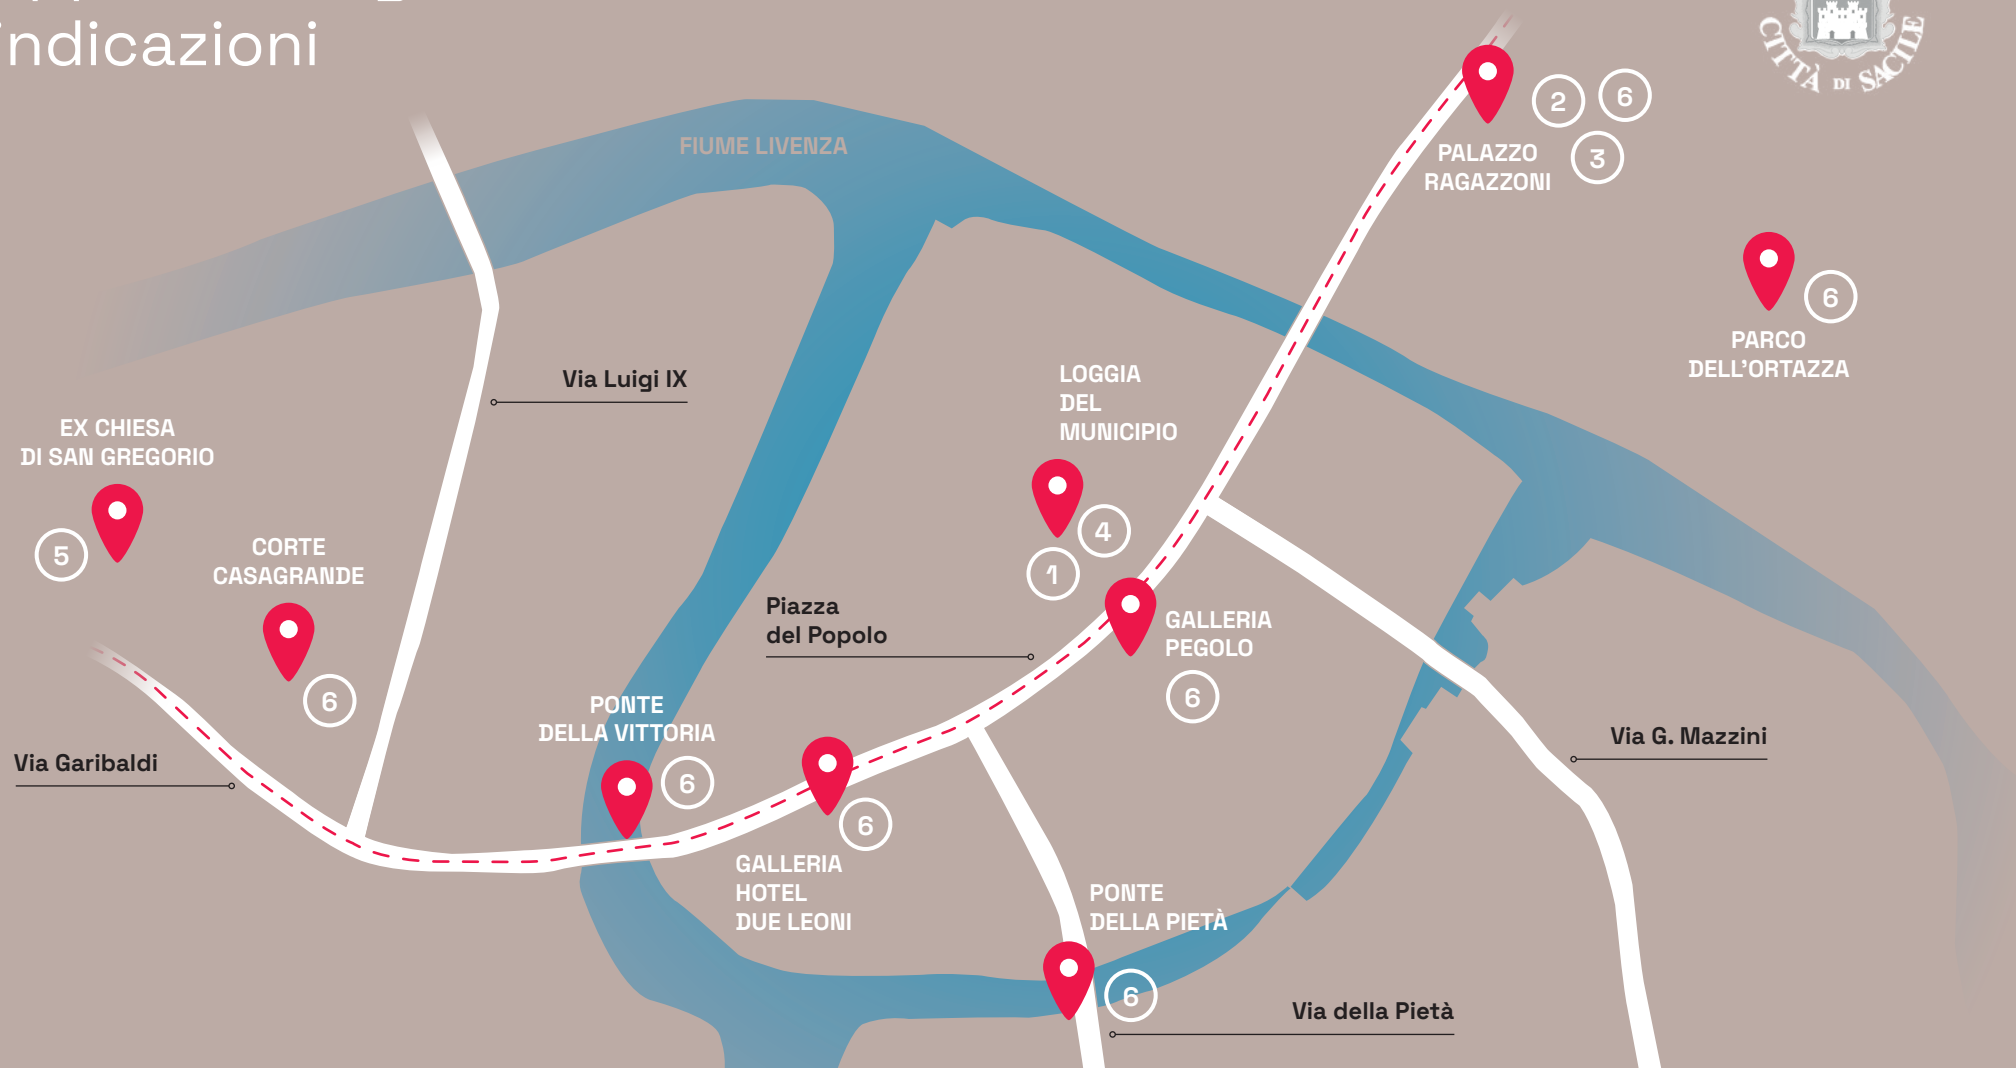 indicazioni
CITTÀ DI SACILE
FIUME LIVENZA
2
6
3
PALAZZO
RAGAZZONI
6
PARCO
DELL'ORTAZZA
Via Luigi IX
LOGGIA
DEL
MUNICIPIO
4
1
EX CHIESA
DI SAN GREGORIO
5
CORTE
CASAGRANDE
6
Piazza
del Popolo
GALLERIA
PEGOLO
6
PONTE
DELLA VITTORIA
6
Via Garibaldi
Via G. Mazzini
6
GALLERIA
HOTEL
DUE LEONI
PONTE
DELLA PIETÀ
6
Via della Pietà